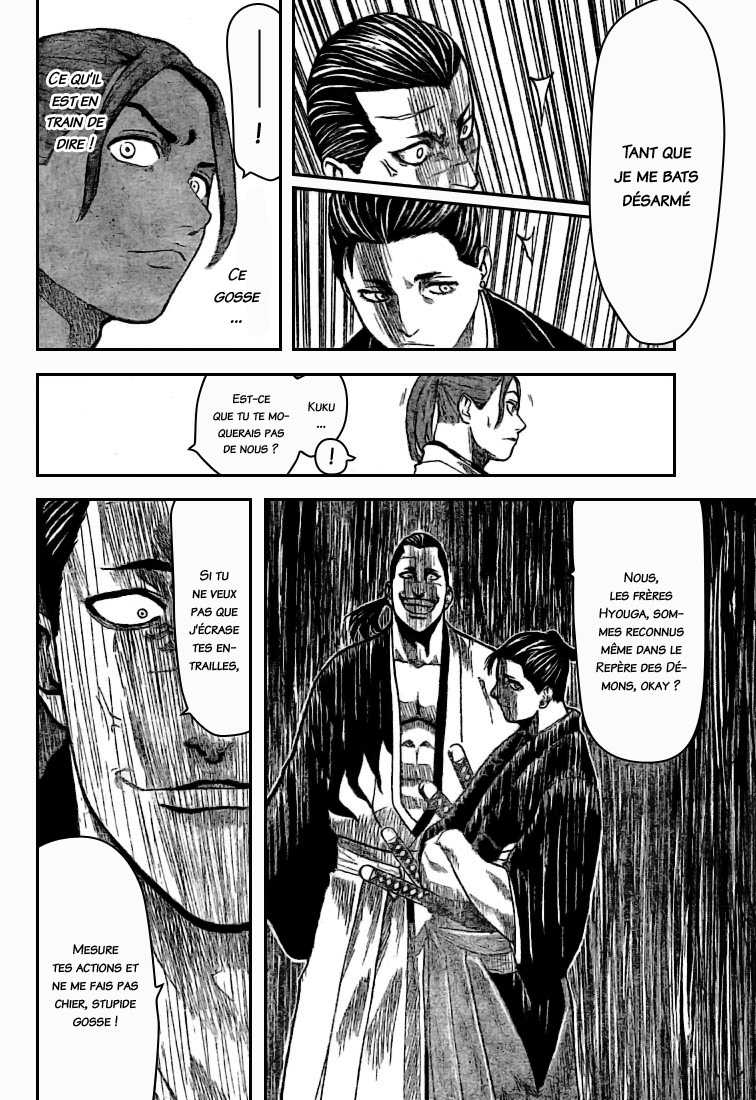 TANT QUE
JE ME BATS
DÉSARMÉ
!
CE QU'IL
EST EN
TRAIN DE
DIRE !
CE
GOSSE
...
KUKU
...
!
EST-CE
QUE TU TE MO-
QUERAIS PAS
DE NOUS ?
NOUS,
LES FRÈRES
HYOUGA, SOM-
MES RECONNUS
MÊME DANS LE
REPÈRE DES DÉ-
MONS, OKAY ?
SI TU
NE VEUX
PAS QUE
J'ÉCRASE
TES EN-
TRAILLES,
MESURE
TES ACTIONS ET
NE ME FAIS PAS
CHIER, STUPIDE
GOSSE !